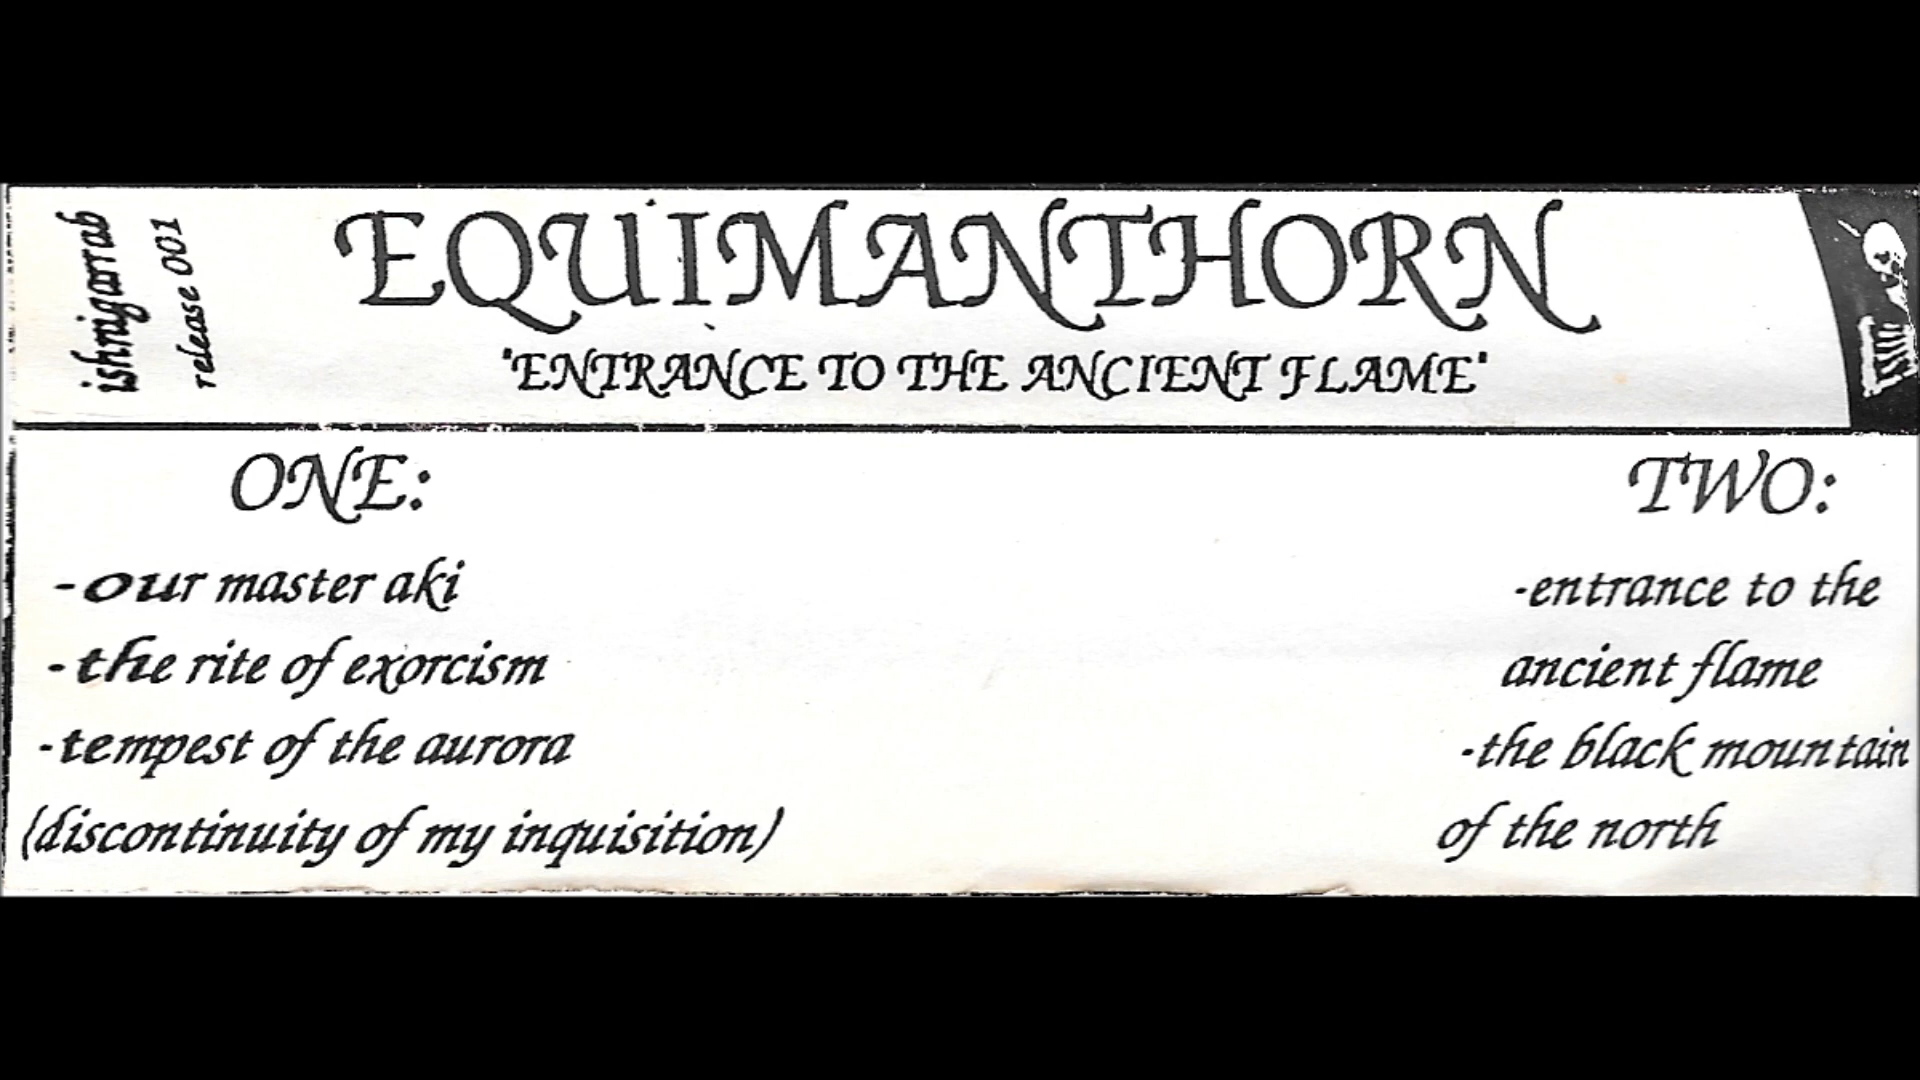 ishnigarrab
release 001
EQUIMANTHORN
"ENTRANCE TO THE ANCIENT FLAME"
ONE:
-our master aki
-the rite of exorcism
-tempest of the aurora
(discontinuity of my inquisition)
TWO:
-entrance to the
ancient flame
-the black mountain
of the north